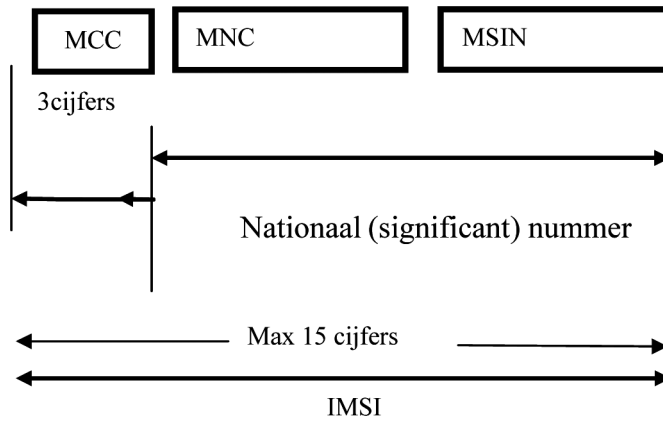 MCC MNC MSIN
3cijfers
Nationaal (significant) nummer
Max 15 cijfers
IMSI